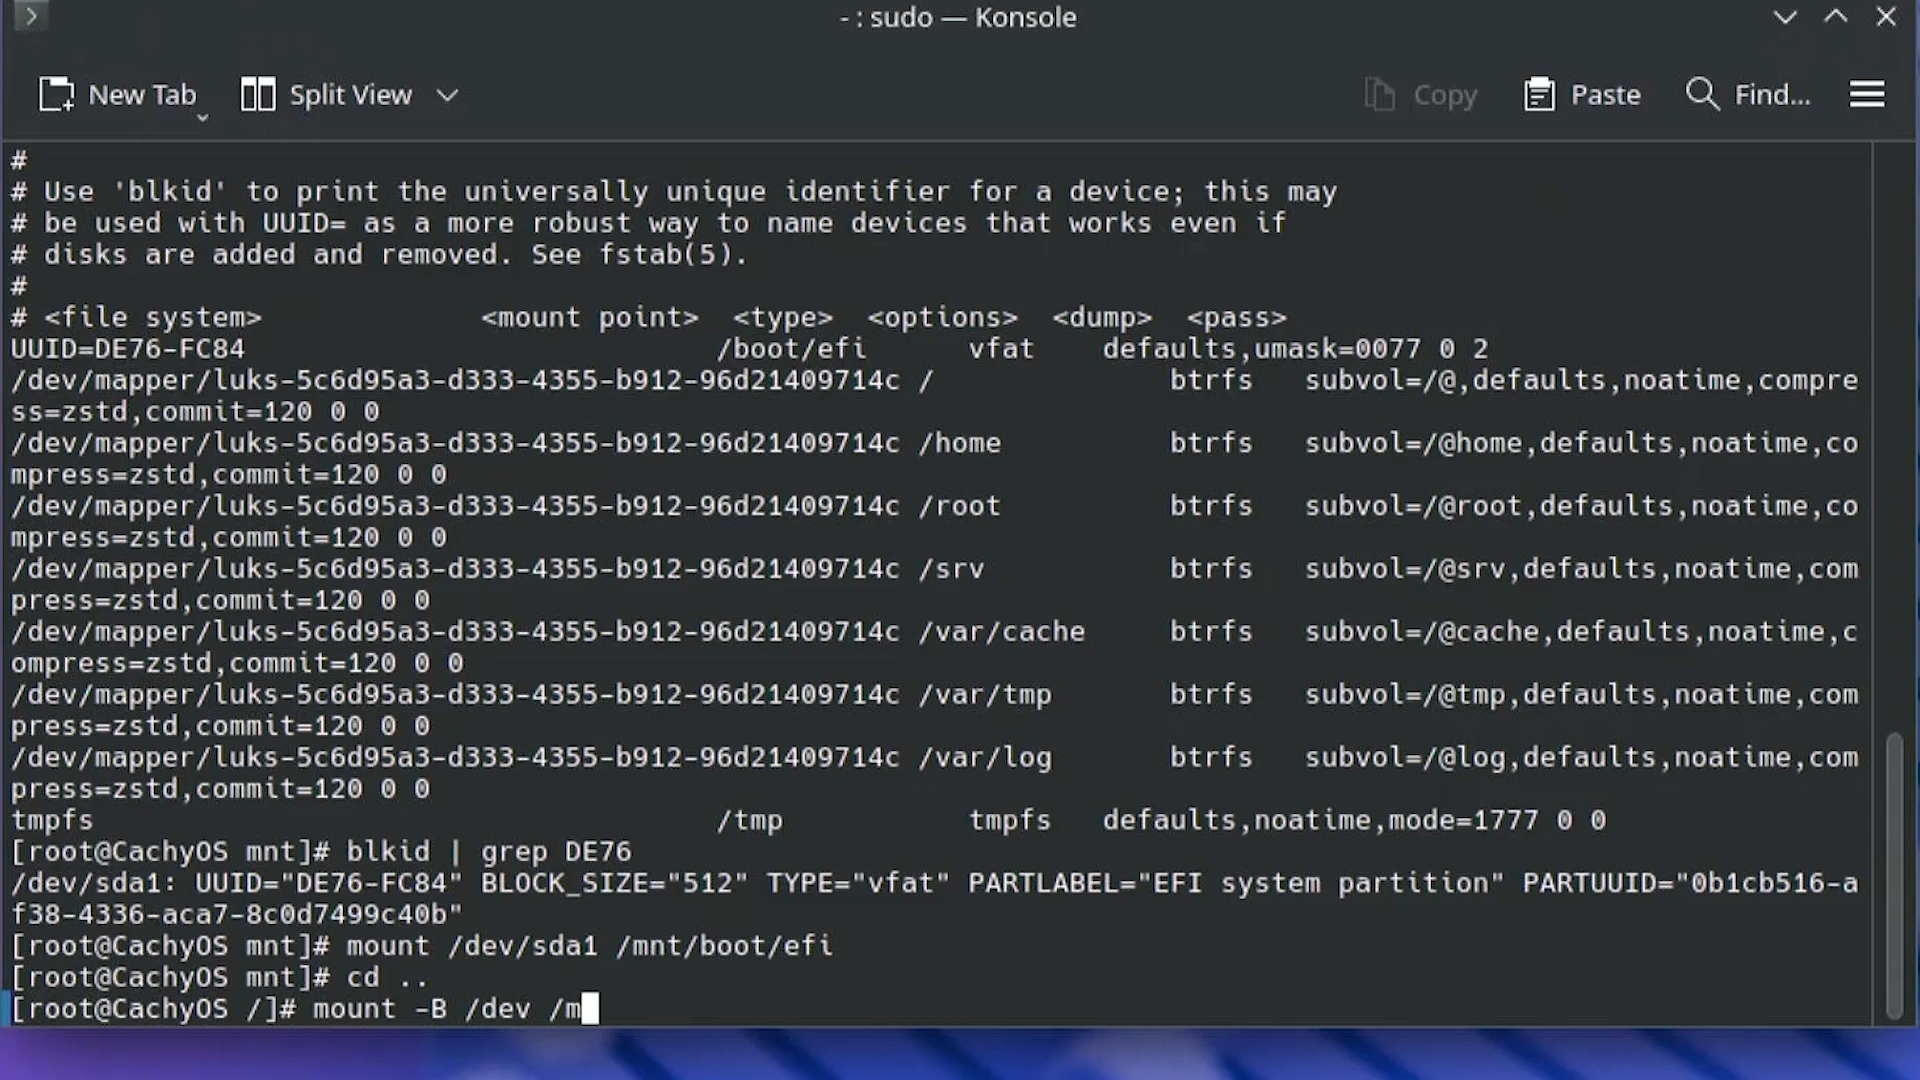 - : sudo — Konsole
New Tab Split View Copy Paste Find...
#
# Use 'blkid' to print the universally unique identifier for a device; this may
# be used with UUID= as a more robust way to name devices that works even if
# disks are added and removed. See fstab(5).
#
# <file system>             <mount point>  <type>  <options>  <dump>  <pass>
UUID=DE76-FC84                            /boot/efi      vfat    defaults,umask=0077 0 2
/dev/mapper/luks-5c6d95a3-d333-4355-b912-96d21409714c /              btrfs   subvol=/@,defaults,noatime,compre
ss=zstd,commit=120 0 0
/dev/mapper/luks-5c6d95a3-d333-4355-b912-96d21409714c /home          btrfs   subvol=/@home,defaults,noatime,co
mpress=zstd,commit=120 0 0
/dev/mapper/luks-5c6d95a3-d333-4355-b912-96d21409714c /root          btrfs   subvol=/@root,defaults,noatime,co
mpress=zstd,commit=120 0 0
/dev/mapper/luks-5c6d95a3-d333-4355-b912-96d21409714c /srv           btrfs   subvol=/@srv,defaults,noatime,com
press=zstd,commit=120 0 0
/dev/mapper/luks-5c6d95a3-d333-4355-b912-96d21409714c /var/cache     btrfs   subvol=/@cache,defaults,noatime,c
ompress=zstd,commit=120 0 0
/dev/mapper/luks-5c6d95a3-d333-4355-b912-96d21409714c /var/tmp       btrfs   subvol=/@tmp,defaults,noatime,com
press=zstd,commit=120 0 0
/dev/mapper/luks-5c6d95a3-d333-4355-b912-96d21409714c /var/log       btrfs   subvol=/@log,defaults,noatime,com
press=zstd,commit=120 0 0
tmpfs                                     /tmp           tmpfs   defaults,noatime,mode=1777 0 0
[root@CachyOS mnt]# blkid | grep DE76
/dev/sda1: UUID="DE76-FC84" BLOCK_SIZE="512" TYPE="vfat" PARTLABEL="EFI system partition" PARTUUID="0b1cb516-a
f38-4336-aca7-8c0d7499c40b"
[root@CachyOS mnt]# mount /dev/sda1 /mnt/boot/efi
[root@CachyOS mnt]# cd ..
[root@CachyOS /]# mount -B /dev /m